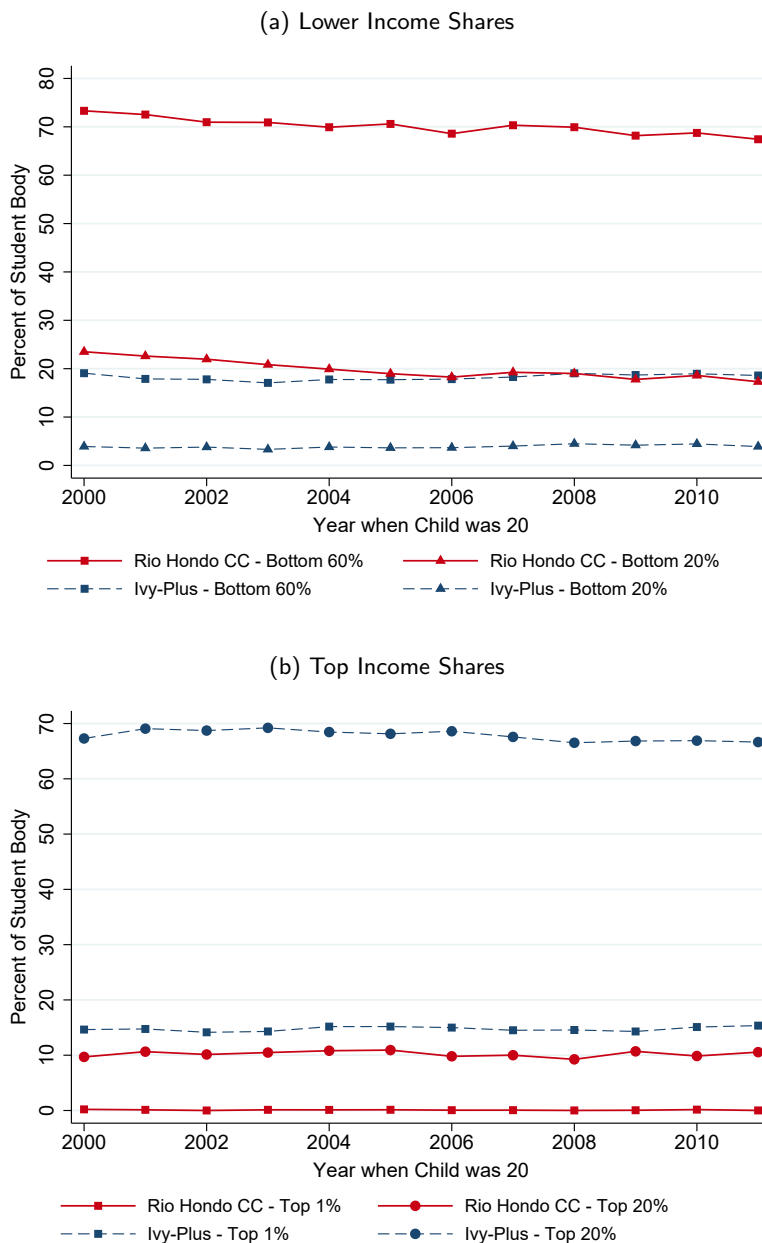 (a) Lower Income Shares
Percent of Student Body
80
70
60
50
40
30
20
10
0
2000 2002 2004 2006 2008 2010
Year when Child was 20
Rio Hondo CC - Bottom 60% Rio Hondo CC - Bottom 20%
Ivy-Plus - Bottom 60% Ivy-Plus - Bottom 20%
(b) Top Income Shares
Percent of Student Body
70
60
50
40
30
20
10
0
2000 2002 2004 2006 2008 2010
Year when Child was 20
Rio Hondo CC - Top 1% Rio Hondo CC - Top 20%
Ivy-Plus - Top 1% Ivy-Plus - Top 20%